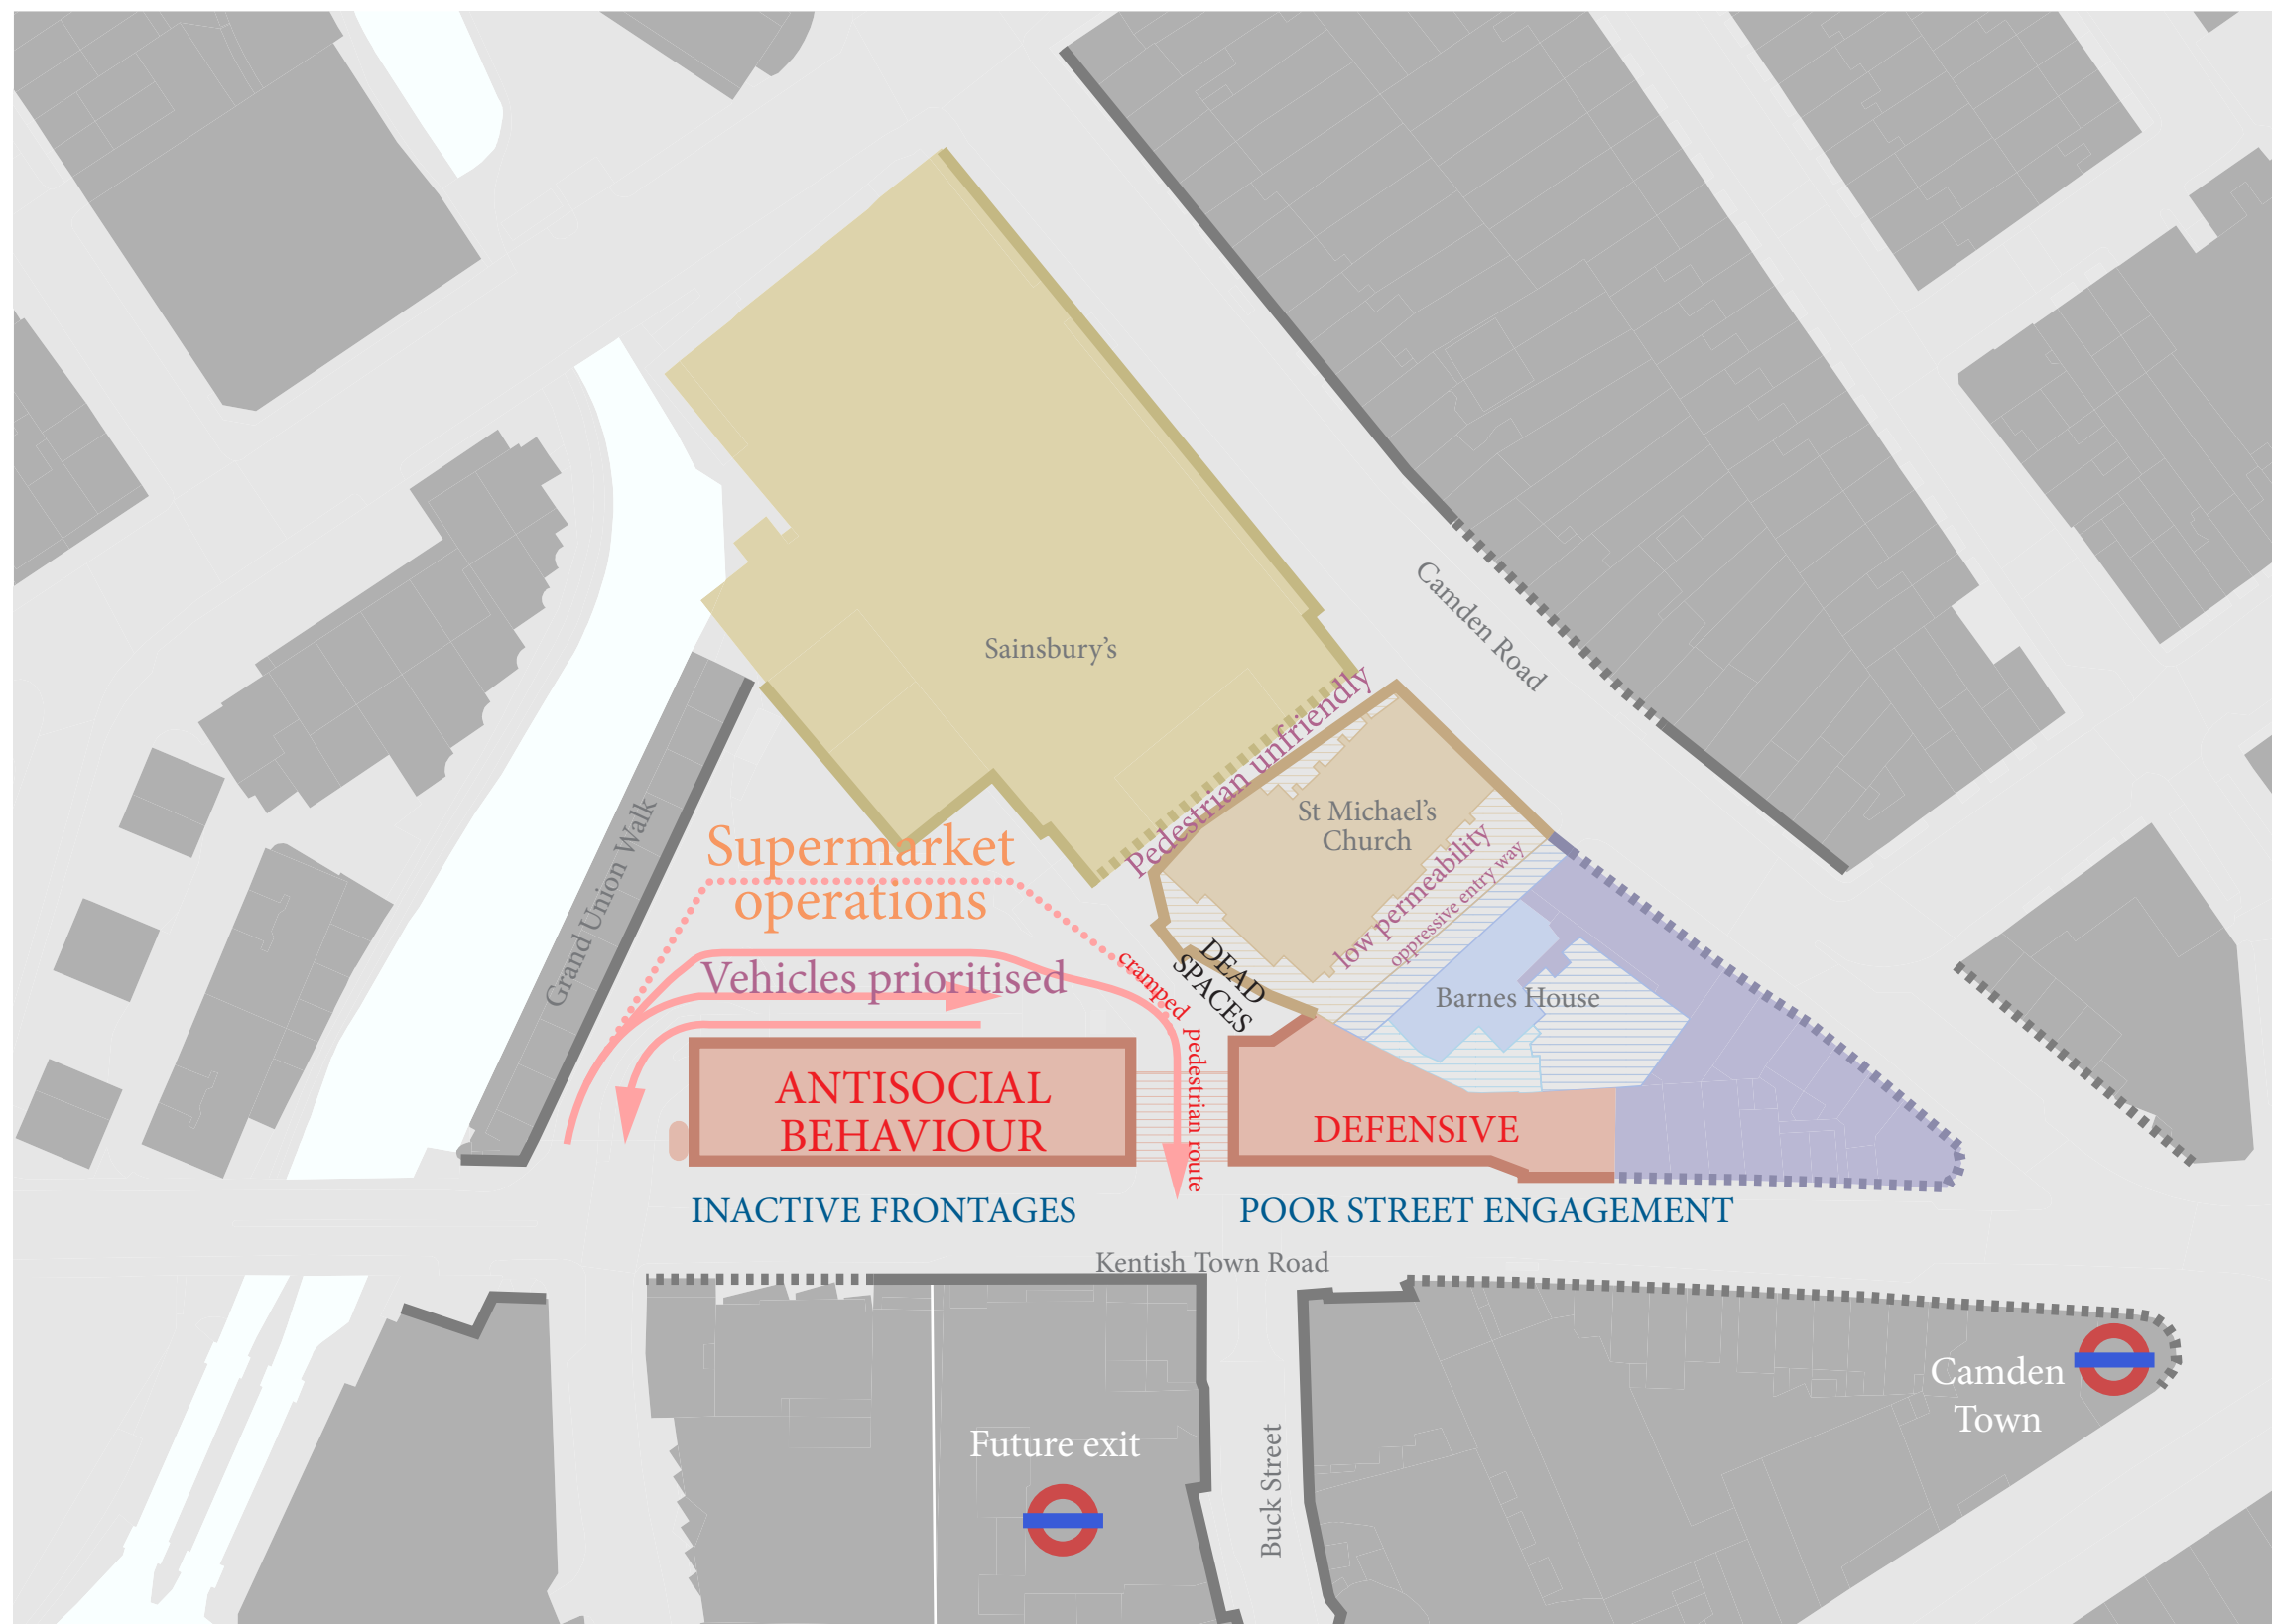 Camden Road
Sainsbury's
Pedestrian unfriendly
St Michael's
Church
low permeability
oppressive entry way
Grand Union Walk
Supermarket
operations
Vehicles prioritised
cramped pedestrian route
DEAD
SPACES
Barnes House
ANTISOCIAL
BEHAVIOUR
DEFENSIVE
INACTIVE FRONTAGES
POOR STREET ENGAGEMENT
Kentish Town Road
Camden
Town
Future exit
Buck Street